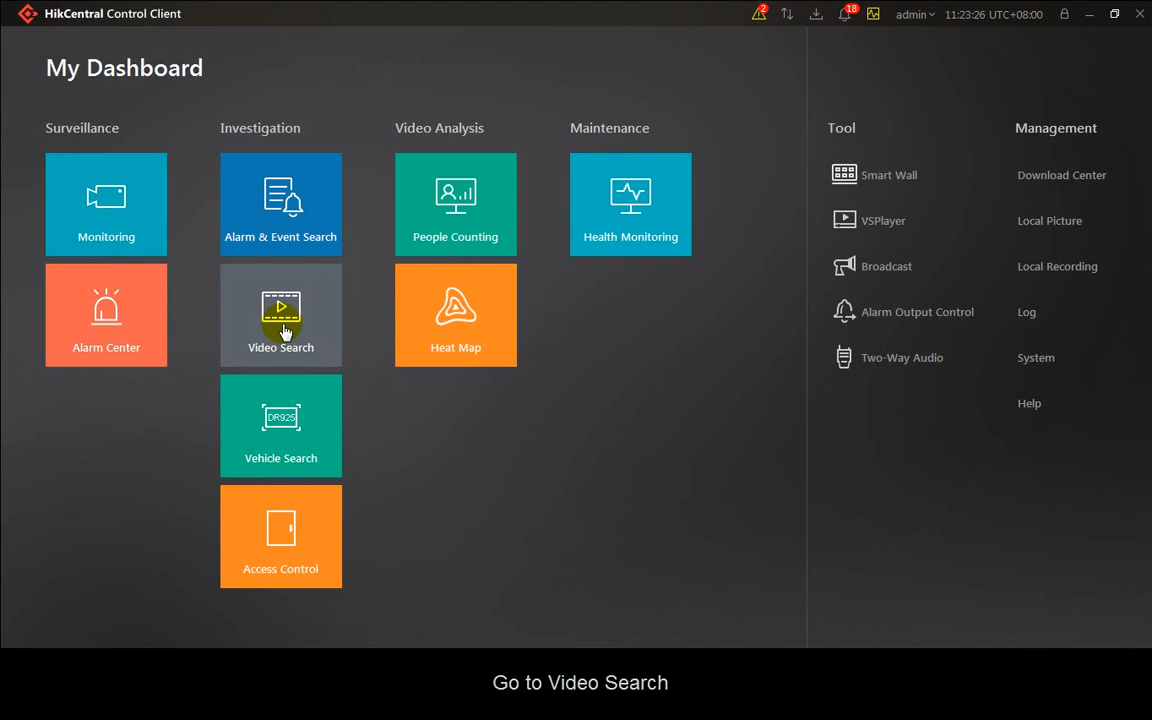 HikCentral Control Client
2
18
admin
11:23:26 UTC+08:00
My Dashboard
Surveillance
Investigation
Video Analysis
Maintenance
Tool
Management
Monitoring
Alarm & Event Search
People Counting
Health Monitoring
Alarm Center
Video Search
Heat Map
DR925
Vehicle Search
Access Control
Smart Wall
VSPlayer
Broadcast
Alarm Output Control
Two-Way Audio
Download Center
Local Picture
Local Recording
Log
System
Help
Go to Video Search